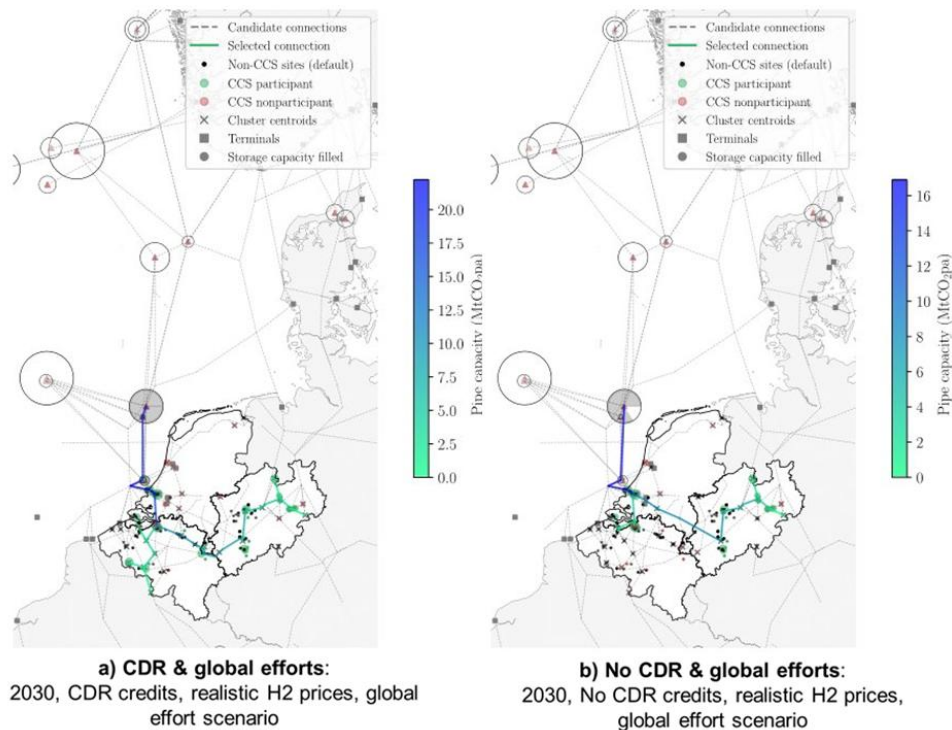 Candidate connections
Selected connection
Non-CCS sites (default)
CCS participant
CCS nonparticipant
Cluster centroids
Terminals
Storage capacity filled
20.0
17.5
15.0
12.5
10.0
7.5
5.0
2.5
0.0
Pipe capacity (MtCO₂pa)
a) CDR & global efforts:
2030, CDR credits, realistic H2 prices, global
effort scenario
Candidate connections
Selected connection
Non-CCS sites (default)
CCS participant
CCS nonparticipant
Cluster centroids
Terminals
Storage capacity filled
16
14
12
10
8
6
4
2
0
Pipe capacity (MtCO₂pa)
b) No CDR & global efforts:
2030, No CDR credits, realistic H2 prices,
global effort scenario